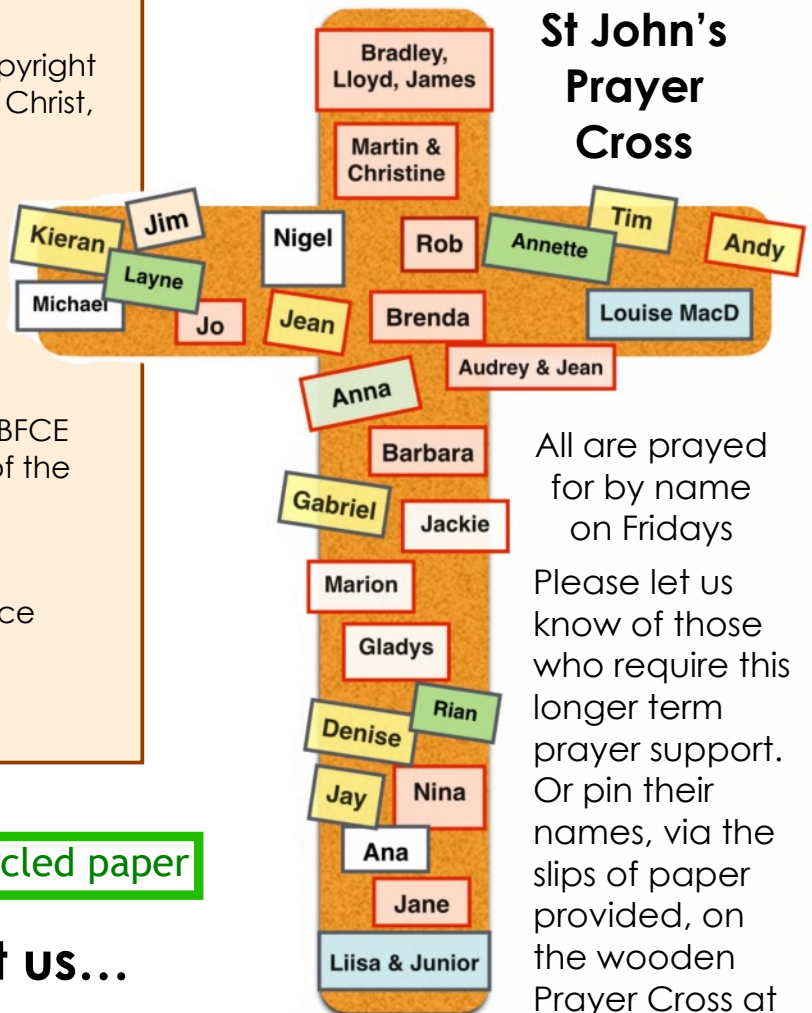 pyright
Christ,
BFCE
of the
ce
cled paper
t us…
St John’s
Prayer
Cross
Bradley,
Lloyd, James
Martin &
Christine
Kieran
Jim
Layne
Michael
Jo
Nigel
Jean
Rob
Brenda
Annette
Tim
Andy
Louise MacD
Audrey & Jean
Anna
Barbara
Gabriel
Jackie
Marion
Gladys
Rian
Denise
Jay
Nina
Ana
Jane
Liisa & Junior
All are prayed
for by name
on Fridays
Please let us
know of those
who require this
longer term
prayer support.
Or pin their
names, via the
slips of paper
provided, on
the wooden
Prayer Cross at